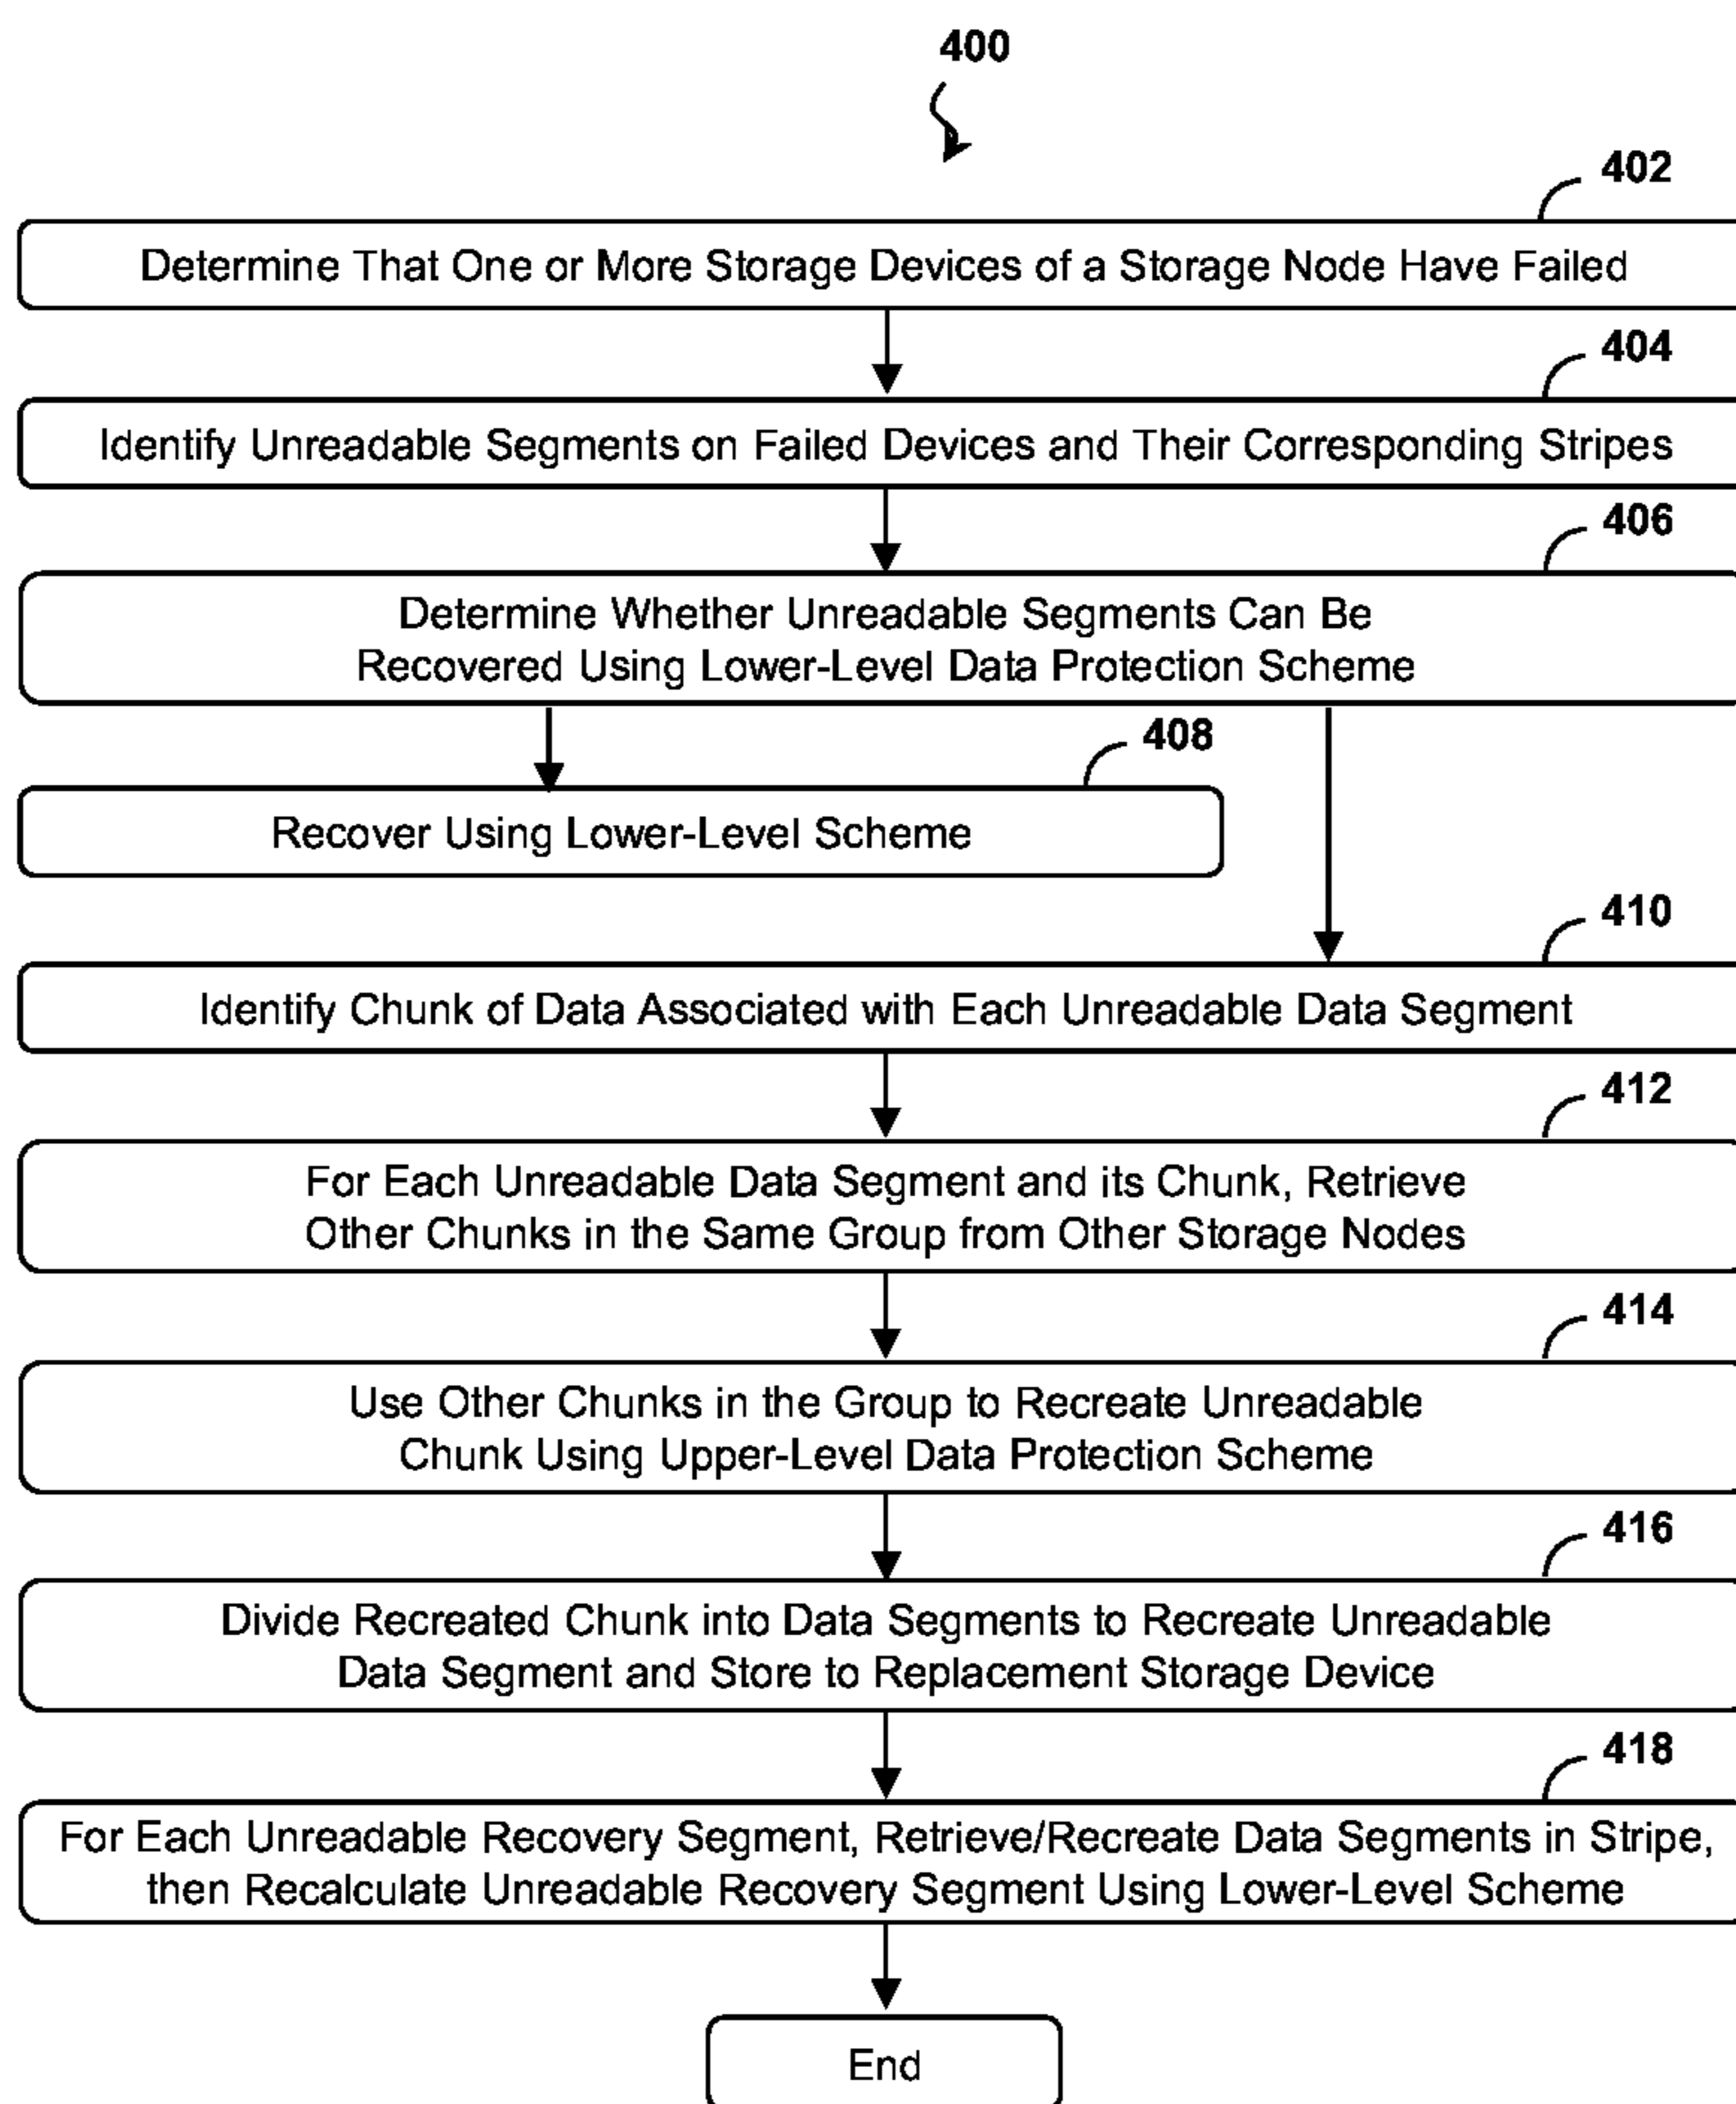 400
402
Determine That One or More Storage Devices of a Storage Node Have Failed
404
Identify Unreadable Segments on Failed Devices and Their Corresponding Stripes
406
Determine Whether Unreadable Segments Can Be
Recovered Using Lower-Level Data Protection Scheme
408
Recover Using Lower-Level Scheme
410
Identify Chunk of Data Associated with Each Unreadable Data Segment
412
For Each Unreadable Data Segment and its Chunk, Retrieve
Other Chunks in the Same Group from Other Storage Nodes
414
Use Other Chunks in the Group to Recreate Unreadable
Chunk Using Upper-Level Data Protection Scheme
416
Divide Recreated Chunk into Data Segments to Recreate Unreadable
Data Segment and Store to Replacement Storage Device
418
For Each Unreadable Recovery Segment, Retrieve/Recreate Data Segments in Stripe,
then Recalculate Unreadable Recovery Segment Using Lower-Level Scheme
End